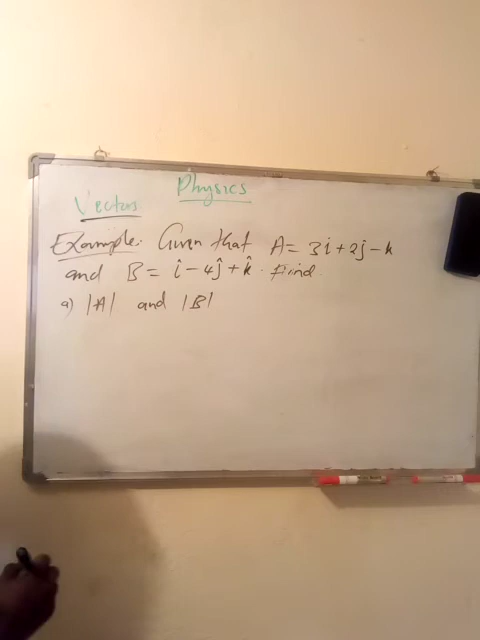 Physics
Vectors
Example: Given that A = 3i + 2j - k
and B = î - 4ĵ + k̂. Find
a) |A| and |B|